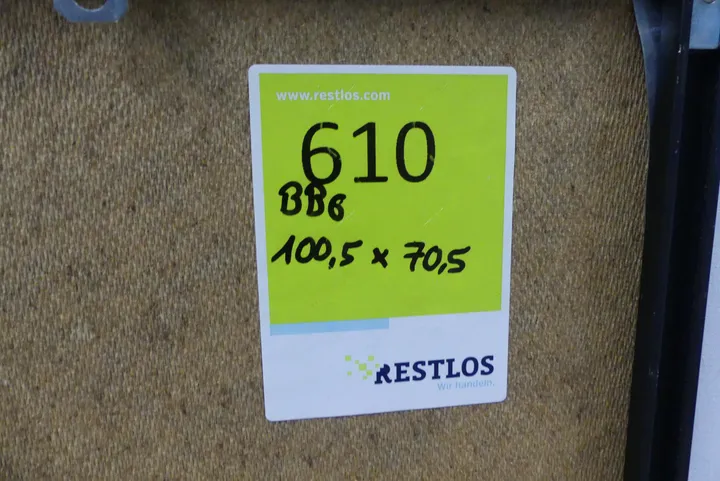 www.restlos.com
610
BB6
100,5 x 70,5
RESTLOS
Wir handeln.